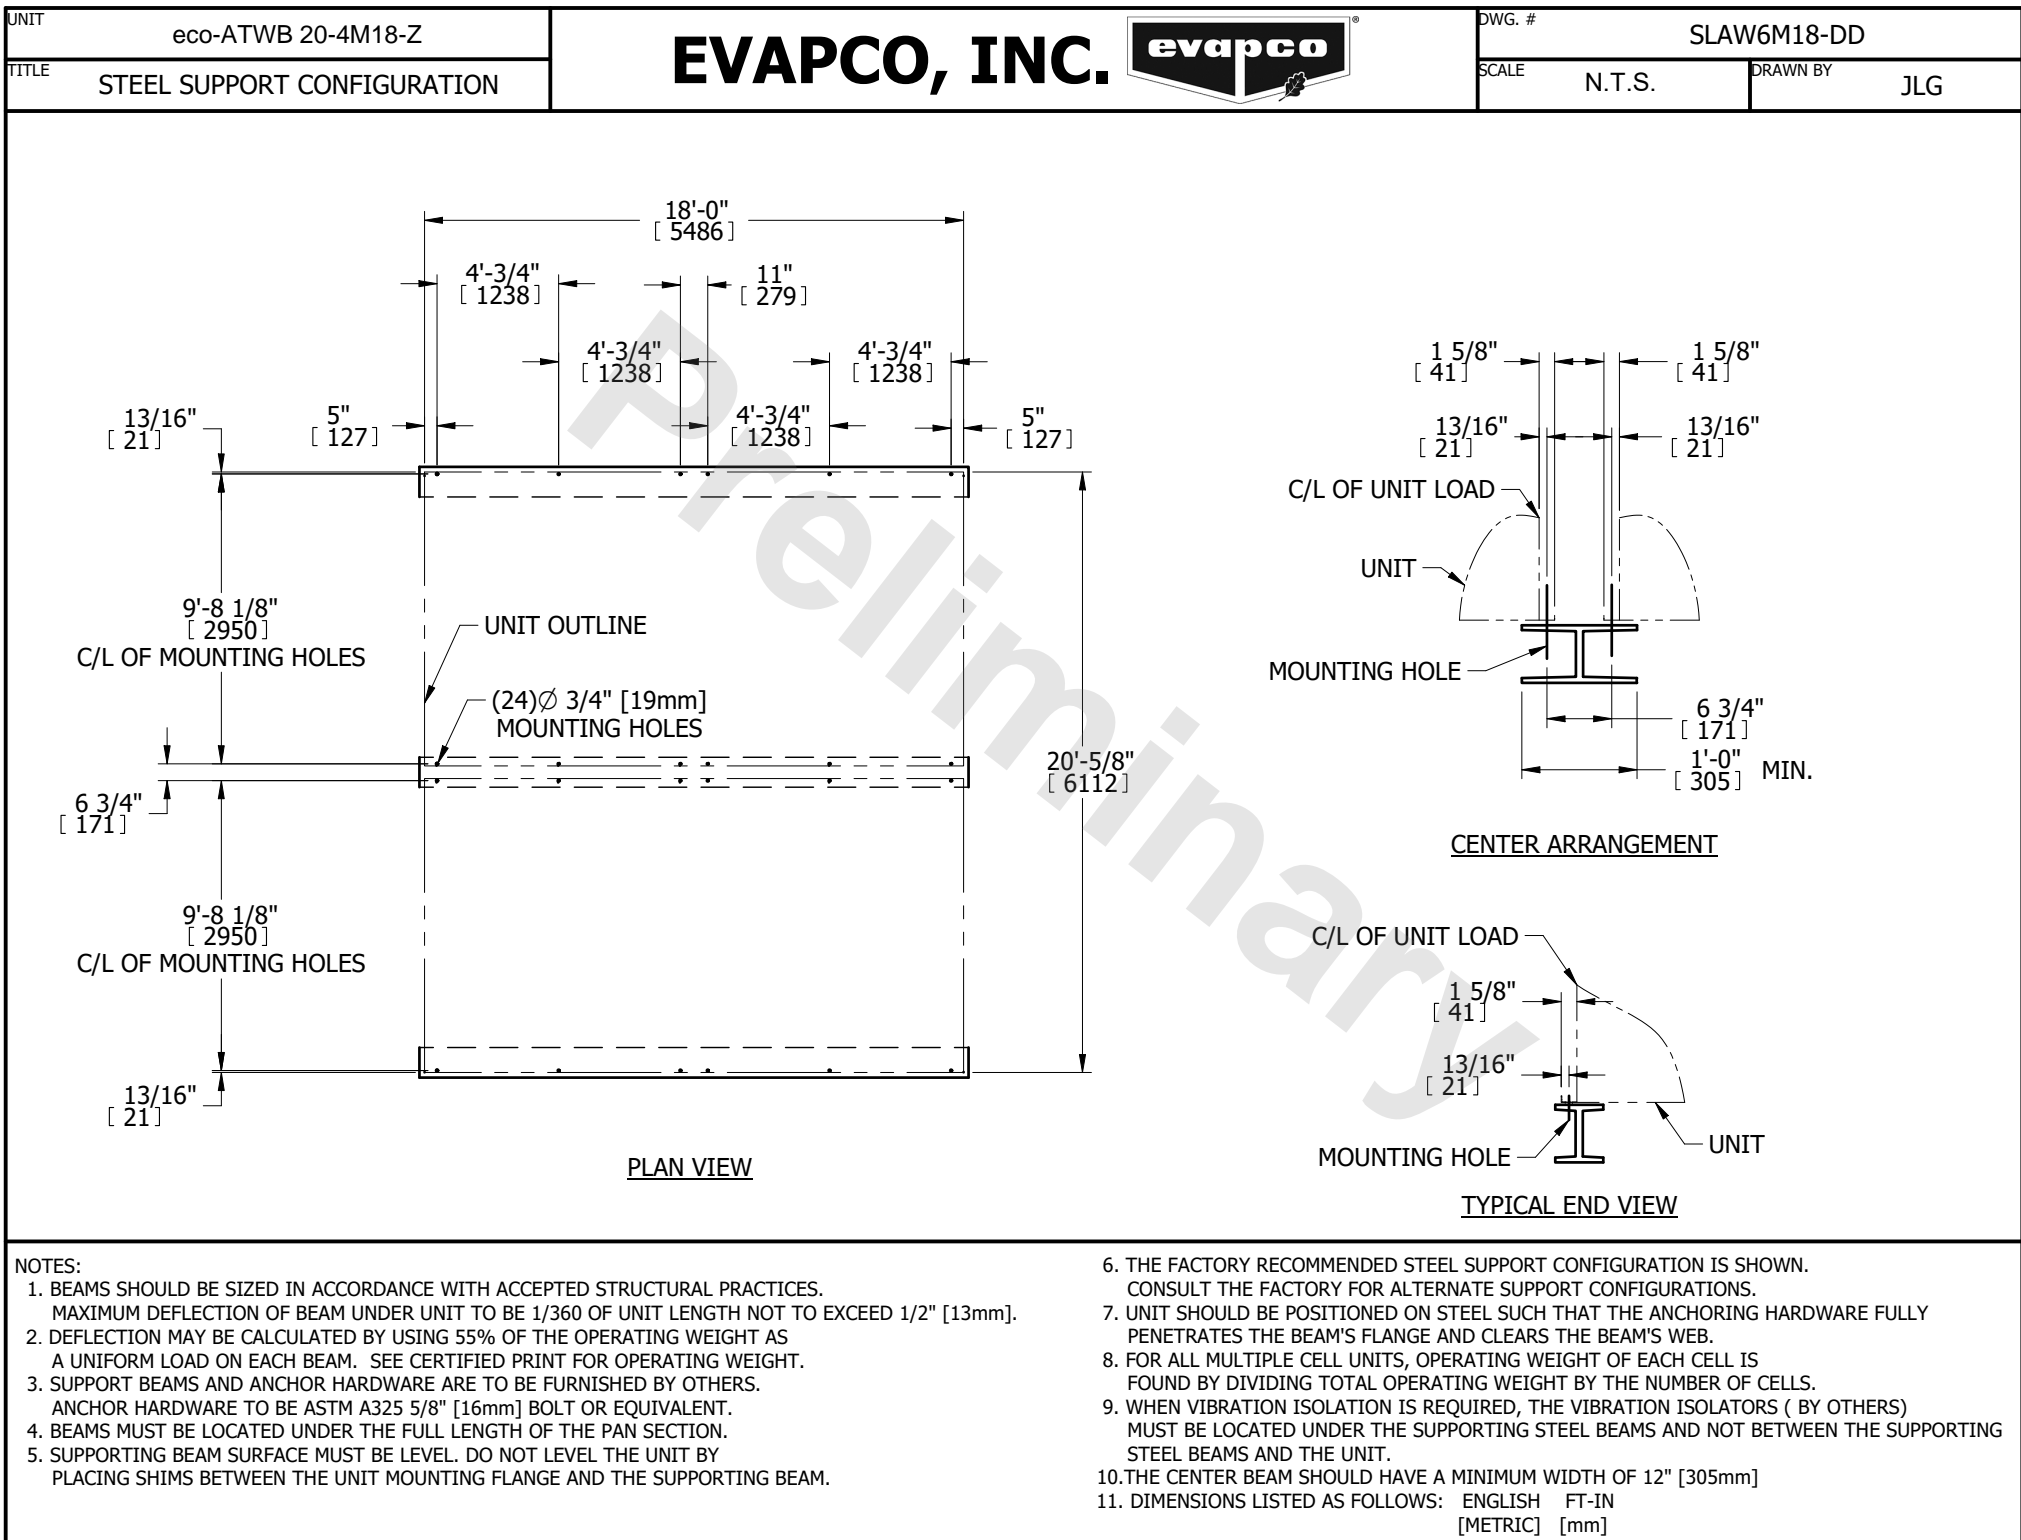 UNIT
eco-ATWB 20-4M18-Z
TITLE
STEEL SUPPORT CONFIGURATION
EVAPCO, INC.
evapco
®
DWG. #
SLAW6M18-DD
SCALE
N.T.S.
DRAWN BY
JLG
18'-0"
[ 5486 ]
4'-3/4"
[ 1238 ]
11"
[ 279 ]
4'-3/4"
[ 1238 ]
4'-3/4"
[ 1238 ]
13/16"
[ 21 ]
5"
[ 127 ]
4'-3/4"
[ 1238 ]
5"
[ 127 ]
9'-8 1/8"
[ 2950 ]
C/L OF MOUNTING HOLES
UNIT OUTLINE
(24)∅ 3/4" [19mm]
MOUNTING HOLES
6 3/4"
[ 171 ]
20'-5/8"
[ 6112 ]
9'-8 1/8"
[ 2950 ]
C/L OF MOUNTING HOLES
13/16"
[ 21 ]
PLAN VIEW
Preliminary
1 5/8"
[ 41 ]
1 5/8"
[ 41 ]
13/16"
[ 21 ]
13/16"
[ 21 ]
C/L OF UNIT LOAD
UNIT
MOUNTING HOLE
6 3/4"
[ 171 ]
1'-0"
[ 305 ]
MIN.
CENTER ARRANGEMENT
C/L OF UNIT LOAD
1 5/8"
[ 41 ]
13/16"
[ 21 ]
MOUNTING HOLE
UNIT
TYPICAL END VIEW
NOTES:
1. BEAMS SHOULD BE SIZED IN ACCORDANCE WITH ACCEPTED STRUCTURAL PRACTICES.
MAXIMUM DEFLECTION OF BEAM UNDER UNIT TO BE 1/360 OF UNIT LENGTH NOT TO EXCEED 1/2" [13mm].
2. DEFLECTION MAY BE CALCULATED BY USING 55% OF THE OPERATING WEIGHT AS
A UNIFORM LOAD ON EACH BEAM. SEE CERTIFIED PRINT FOR OPERATING WEIGHT.
3. SUPPORT BEAMS AND ANCHOR HARDWARE ARE TO BE FURNISHED BY OTHERS.
ANCHOR HARDWARE TO BE ASTM A325 5/8" [16mm] BOLT OR EQUIVALENT.
4. BEAMS MUST BE LOCATED UNDER THE FULL LENGTH OF THE PAN SECTION.
5. SUPPORTING BEAM SURFACE MUST BE LEVEL. DO NOT LEVEL THE UNIT BY
PLACING SHIMS BETWEEN THE UNIT MOUNTING FLANGE AND THE SUPPORTING BEAM.
6. THE FACTORY RECOMMENDED STEEL SUPPORT CONFIGURATION IS SHOWN.
CONSULT THE FACTORY FOR ALTERNATE SUPPORT CONFIGURATIONS.
7. UNIT SHOULD BE POSITIONED ON STEEL SUCH THAT THE ANCHORING HARDWARE FULLY
PENETRATES THE BEAM'S FLANGE AND CLEARS THE BEAM'S WEB.
8. FOR ALL MULTIPLE CELL UNITS, OPERATING WEIGHT OF EACH CELL IS
FOUND BY DIVIDING TOTAL OPERATING WEIGHT BY THE NUMBER OF CELLS.
9. WHEN VIBRATION ISOLATION IS REQUIRED, THE VIBRATION ISOLATORS ( BY OTHERS)
MUST BE LOCATED UNDER THE SUPPORTING STEEL BEAMS AND NOT BETWEEN THE SUPPORTING
STEEL BEAMS AND THE UNIT.
10.THE CENTER BEAM SHOULD HAVE A MINIMUM WIDTH OF 12" [305mm]
11. DIMENSIONS LISTED AS FOLLOWS: ENGLISH FT-IN
[METRIC] [mm]